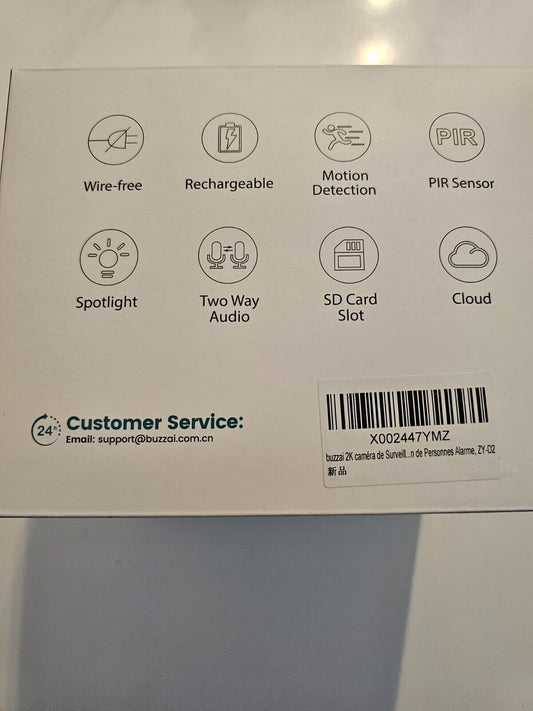 PIR
Wire-free
Rechargeable
Motion
Detection
PIR Sensor
Spotlight
Two Way
Audio
SD Card
Slot
Cloud
24h
Customer Service:
Email: support@buzzai.com.cn
X002447YMZ
buzzai 2K caméra de Surveill...n de Personnes Alarme, ZY-D2
新品